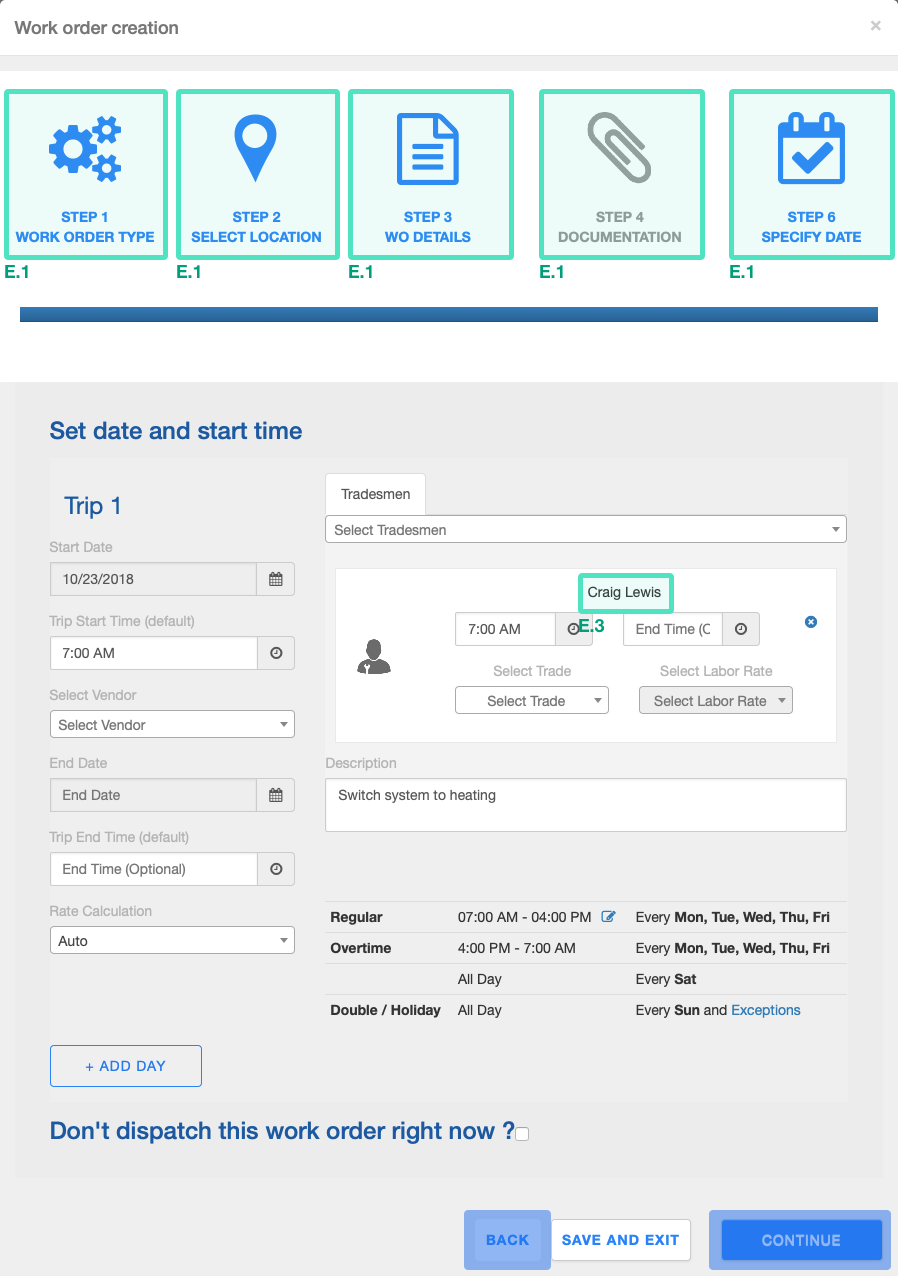 Work order creation ×
STEP 1 STEP 2 STEP 3 STEP 4 STEP 6
WORK ORDER TYPE SELECT LOCATION WO DETAILS DOCUMENTATION SPECIFY DATE
E.1 E.1 E.1 E.1 E.1
Set date and start time
Trip 1
Start Date
10/23/2018
Trip Start Time (default)
7:00 AM
Select Vendor
Select Vendor
End Date
End Date
Trip End Time (default)
End Time (Optional)
Rate Calculation
Auto
Tradesmen
Select Tradesmen
Craig Lewis
E.3
7:00 AM End Time (C
Select Trade Select Labor Rate
Select Trade Select Labor Rate
Description
Switch system to heating
Regular 07:00 AM - 04:00 PM Every Mon, Tue, Wed, Thu, Fri
Overtime 4:00 PM - 7:00 AM Every Mon, Tue, Wed, Thu, Fri
All Day Every Sat
Double / Holiday All Day Every Sun and Exceptions
+ ADD DAY
Don't dispatch this work order right now ?
BACK SAVE AND EXIT CONTINUE